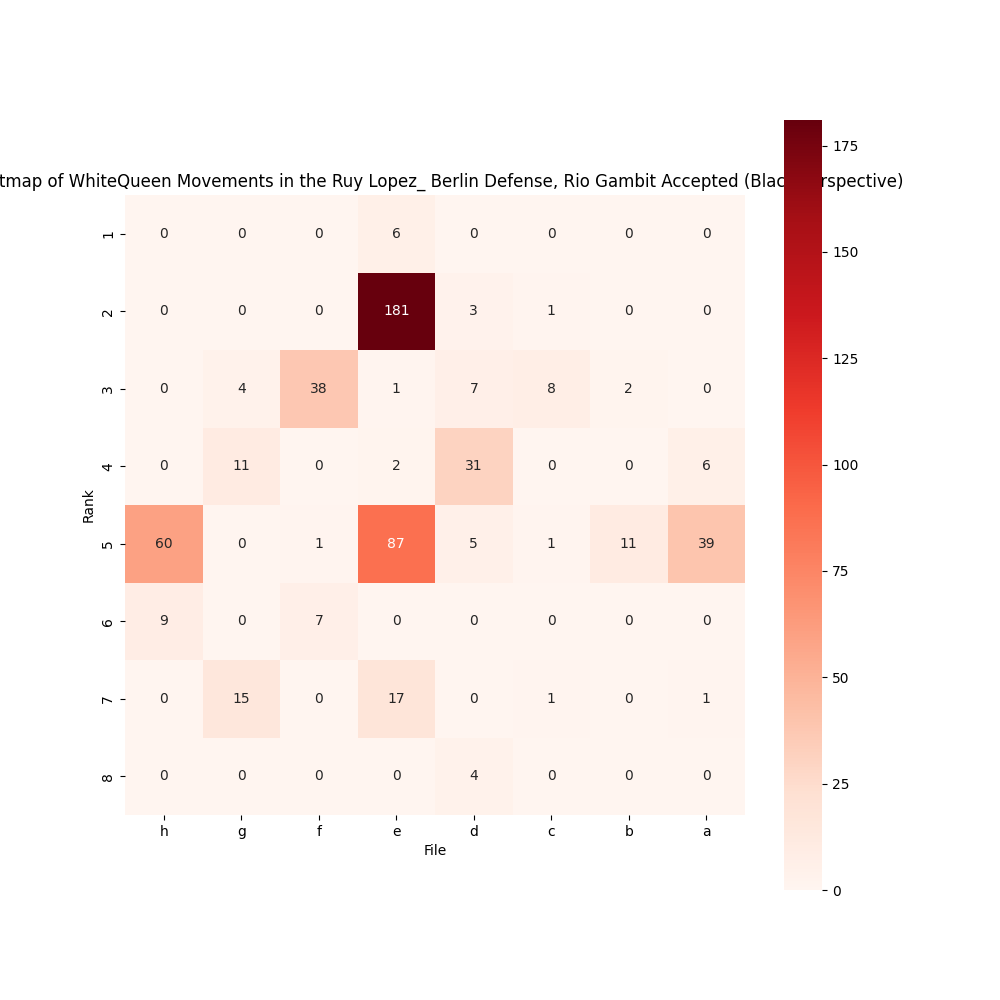 tmap of WhiteQueen Movements in the Ruy Lopez_ Berlin Defense, Rio Gambit Accepted (Blac rspective)
Rank
1 0 0 0 6 0 0 0 0
2 0 0 0 181 3 1 0 0
3 0 4 38 1 7 8 2 0
4 0 11 0 2 31 0 0 6
5 60 0 1 87 5 1 11 39
6 9 0 7 0 0 0 0 0
7 0 15 0 17 0 1 0 1
8 0 0 0 0 4 0 0 0
h g f e d c b a
File
175
150
125
100
75
50
25
0